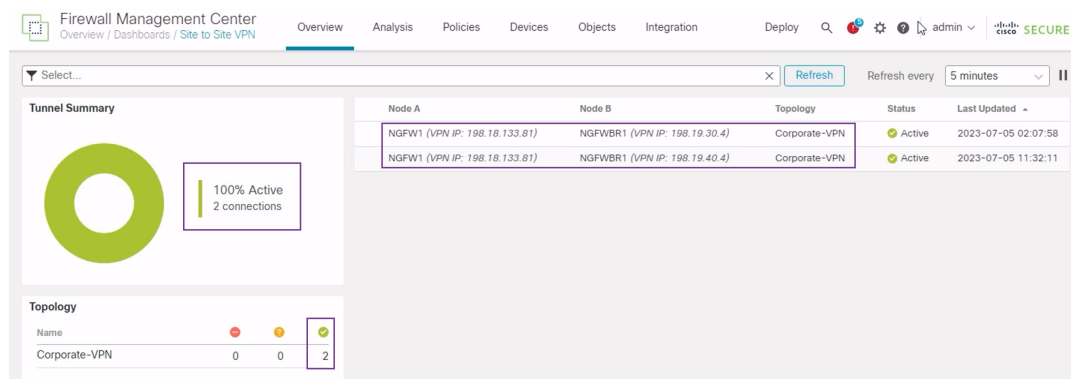 Firewall Management Center
Overview / Dashboards / Site to Site VPN
Overview Analysis Policies Devices Objects Integration Deploy 5 admin
cisco SECURE
Select... Refresh Refresh every 5 minutes
Tunnel Summary
100% Active
2 connections
Node A Node B Topology Status Last Updated
NGFW1 (VPN IP: 198.18.133.81) NGFWBR1 (VPN IP: 198.19.30.4) Corporate-VPN Active 2023-07-05 02:07:58
NGFW1 (VPN IP: 198.18.133.81) NGFWBR1 (VPN IP: 198.19.40.4) Corporate-VPN Active 2023-07-05 11:32:11
Topology
Name
Corporate-VPN 0 0 2